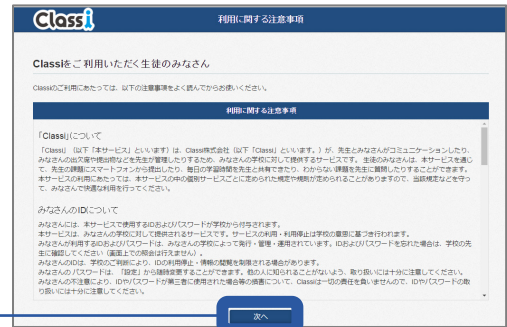 Classi
利用に関する注意事項
Classiをご利用いただく生徒のみなさん
Classiのご利用にあたっては、以下の注意事項をよく読んでからお使いください。
利用に関する注意事項
「Classi」について
「Classi」（以下「本サービス」といいます）は、Classi株式会社（以下「Classi」といいます。）が、先生とみなさんがコミュニケーションしたり、
みなさんの出欠席や提出物などを先生が管理したりするため、みなさんの学校に対して提供するサービスです。 生徒のみなさんは、本サービスを通じ
て、先生の課題にスマートフォンから提出したり、毎日の学習時間を先生と共有できたり、わからない課題を先生に質問したりすることができます。
本サービスの利用にあたっては、本サービスの中の個別サービスごとに定められた規定や規則が定められることがありますので、当該規定などを守っ
て、みなさんで快適な利用を行ってください。
みなさんのIDについて
みなさんには、本サービスで使用するIDおよびパスワードが学校から付与されます。
本サービスは、みなさんの学校に対して提供されるサービスです。サービスの利用・利用停止は学校の意思に基づき行われます。
みなさんが利用するIDおよびパスワードは、みなさんの学校によって発行・管理・運用されています。IDおよびパスワードを忘れた場合は、学校の先
生に確認してください（画面上での照会は行えません）。
みなさんのIDは、学校のご判断により、IDの利用停止・情報の閲覧を制限される場合があります。
みなさんの パスワードは、「設定」から随時変更することができます。他の人に知られることがないよう、取り扱いには十分に注意してください。
みなさんの不注意により、IDやパスワードが第三者に使用された場合等の損害について、Classiは一切の責任を負いませんので、IDやパスワードの取
り扱いには十分に注意してください。
次へ